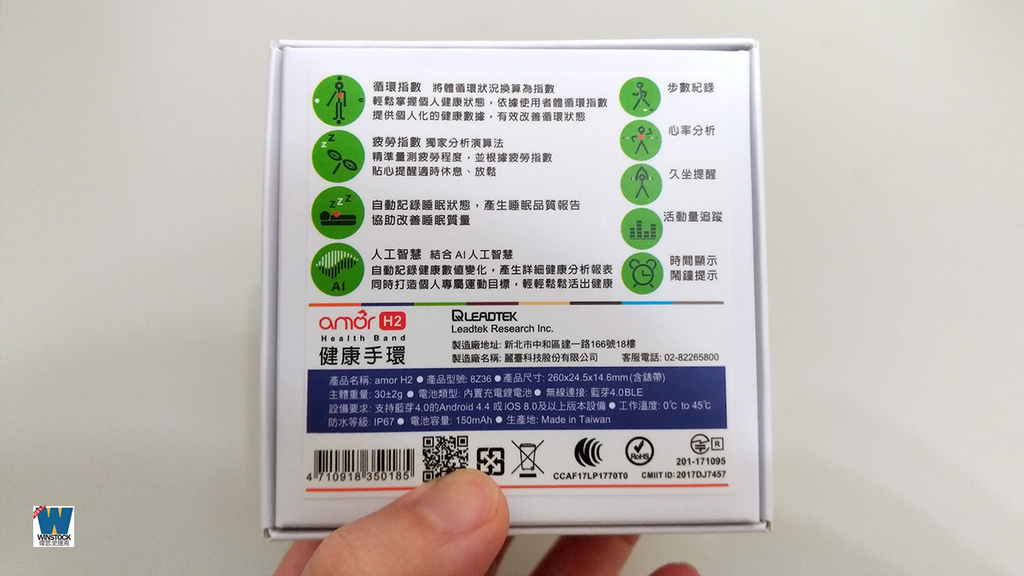 循環指數 將體循環狀況換算為指數
輕鬆掌握個人健康狀態，依據使用者體循環指數
提供個人化的健康數據，有效改善循環狀態
z z
疲勞指數 獨家分析演算法
精準量測疲勞程度，並根據疲勞指數
貼心提醒適時休息、放鬆
z z z
自動記錄睡眠狀態，產生睡眠品質報告
協助改善睡眠質量
AI
人工智慧 結合 AI 人工智慧
自動記錄健康數值變化，產生詳細健康分析報表
同時打造個人專屬運動目標，輕輕鬆鬆活出健康
步數紀錄
心率分析
久坐提醒
活動量追蹤
時間顯示
鬧鐘提示
amor H2
Health Band
健康手環
LEADTEK
Leadtek Research Inc.
製造廠地址: 新北市中和區建一路166號18樓
製造廠名稱: 麗臺科技股份有限公司 客服電話: 02-82265800
產品名稱: amor H2 ● 產品型號: 8Z36 ● 產品尺寸: 260x24.5x14.6mm (含錶帶)
主體重量: 30±2g ● 電池類型: 內置充電鋰電池 ● 無線連接: 藍芽4.0BLE
設備要求: 支持藍芽4.0的Android 4.4 或 iOS 8.0及以上版本設備 ● 工作溫度: 0℃ to 45℃
防水等級: IP67 ● 電池容量: 150mAh ● 生產地: Made in Taiwan
4 710918 350185
CCAF17LP1770T0
RoHS
R
201-171095
CMIIT ID: 2017DJ7457
W
WINSTOCK